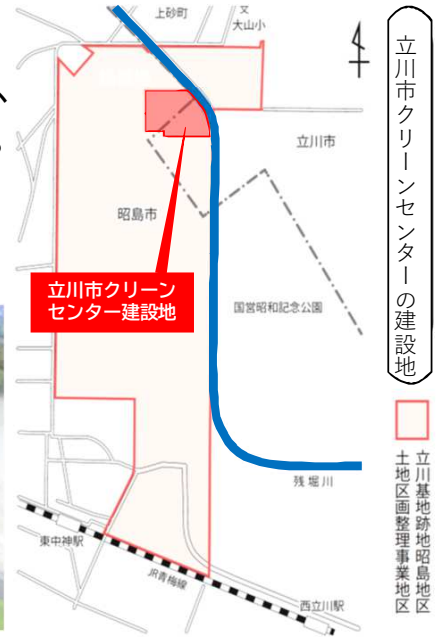 上砂町
文
大山小
立川市
昭島市
立川市クリーン
センター建設地
国営昭和記念公園
残堀川
東中神駅
JR青梅線
西立川駅
立川市クリーンセンターの建設地
立川基地跡地昭島地区
土地区画整理事業地区